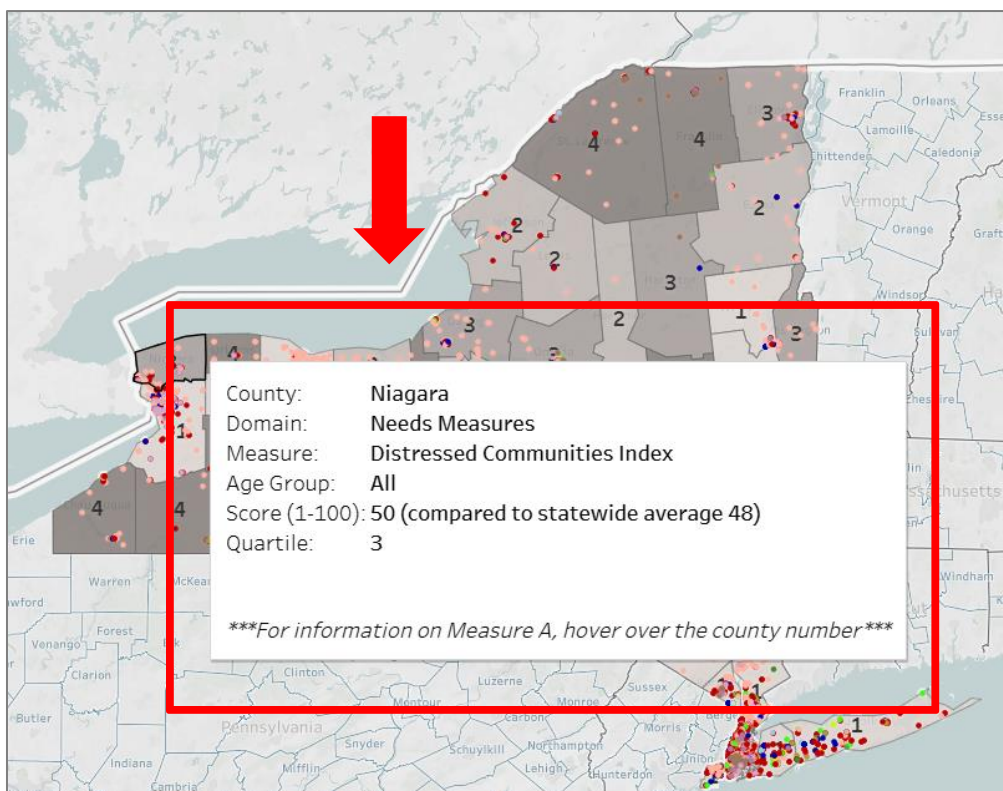 Franklin
Orleans
Lamoille
Caledonia
Chittenden
Vermont
Orange
Windsor
Sullivan
3
4
4
2
2
2
3
2
3
1
3
4
1
4
4
County: Niagara
Domain: Needs Measures
Measure: Distressed Communities Index
Age Group: All
Score (1-100): 50 (compared to statewide average 48)
Quartile: 3
***For information on Measure A, hover over the county number***
Erie
Warren
Windham
Forest
Venango
Clarion
Clinton
Luzerne
Sussex
1
Butler
Montour
Monroe
Carbon
Morris
Pennsylvania
Snyder
Schuylkill
Northampton
Union
1
Indiana
Mifflin
Lehigh
Hunterdon
Cambria